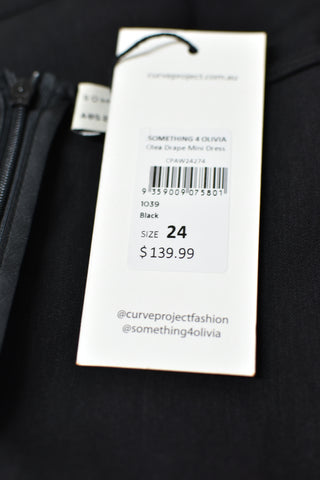 curveproject.com.au
SOMETHING 4 OLIVIA
Olea Drape Mini Dress
CPAW24274
9 359009 075801
1039
Black
SIZE 24
$139.99
@curveprojectfashion
@something4olivia